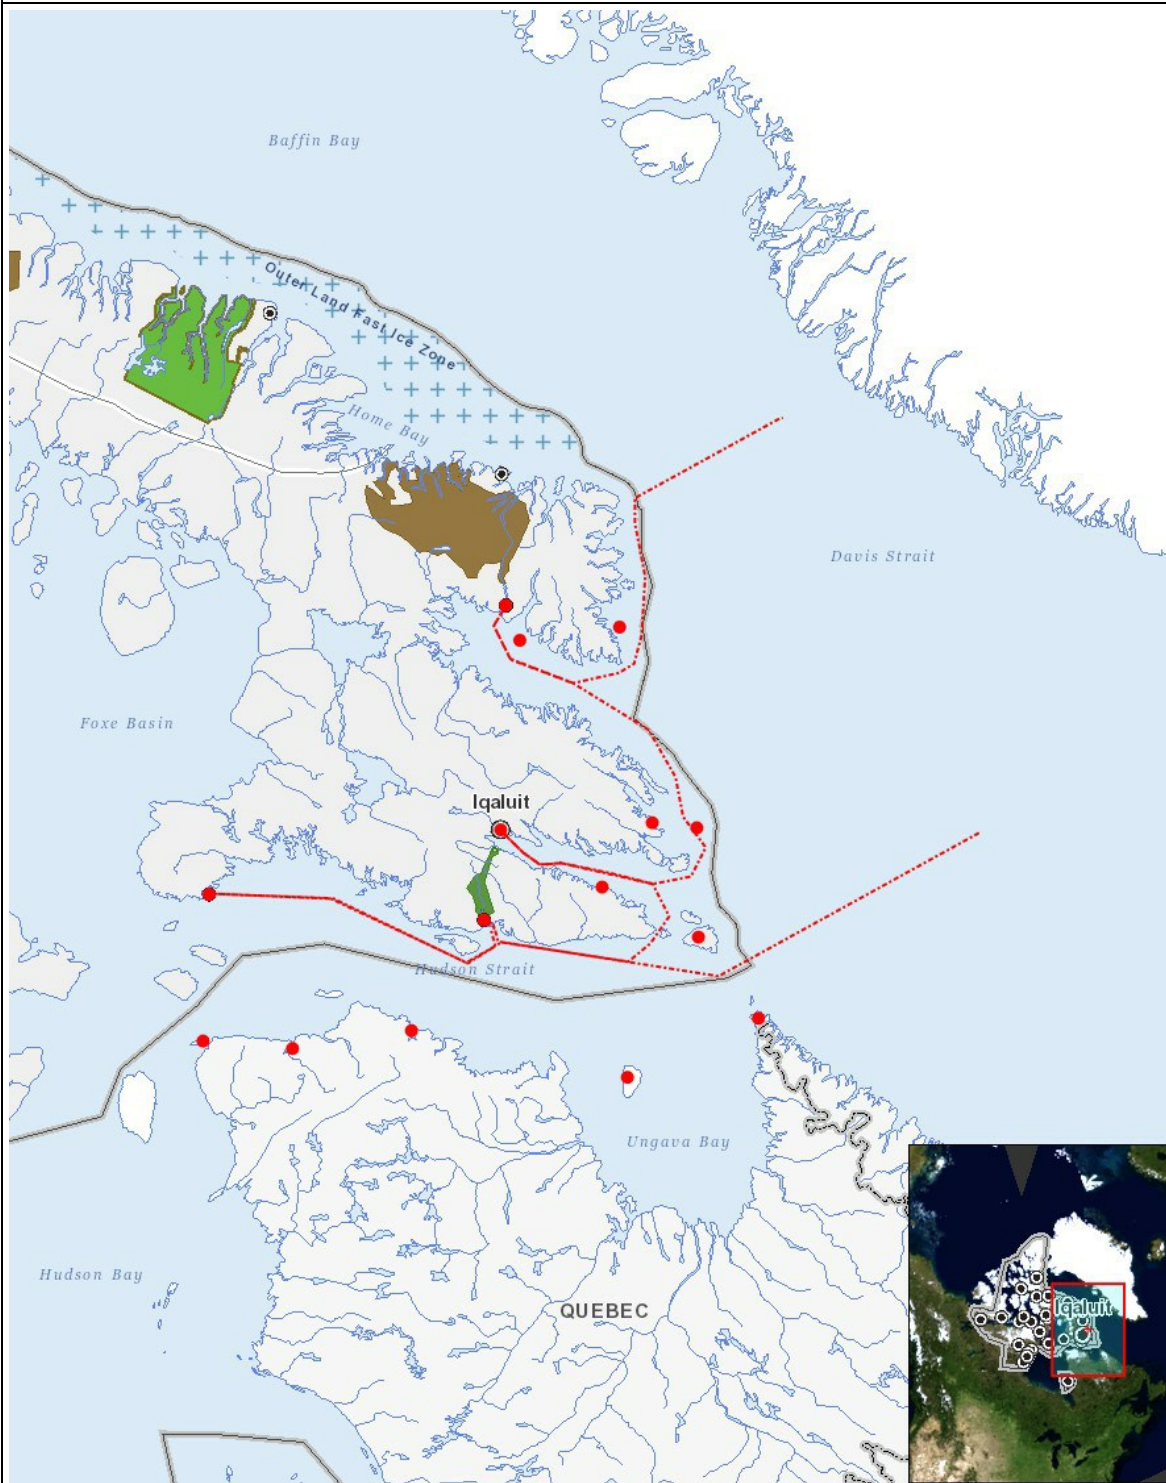 Baffin Bay
Outer Land Fast Ice Zone
Home Bay
Davis Strait
Foxe Basin
Iqaluit
Hudson Strait
Ungava Bay
Hudson Bay
QUEBEC
Iqaluit